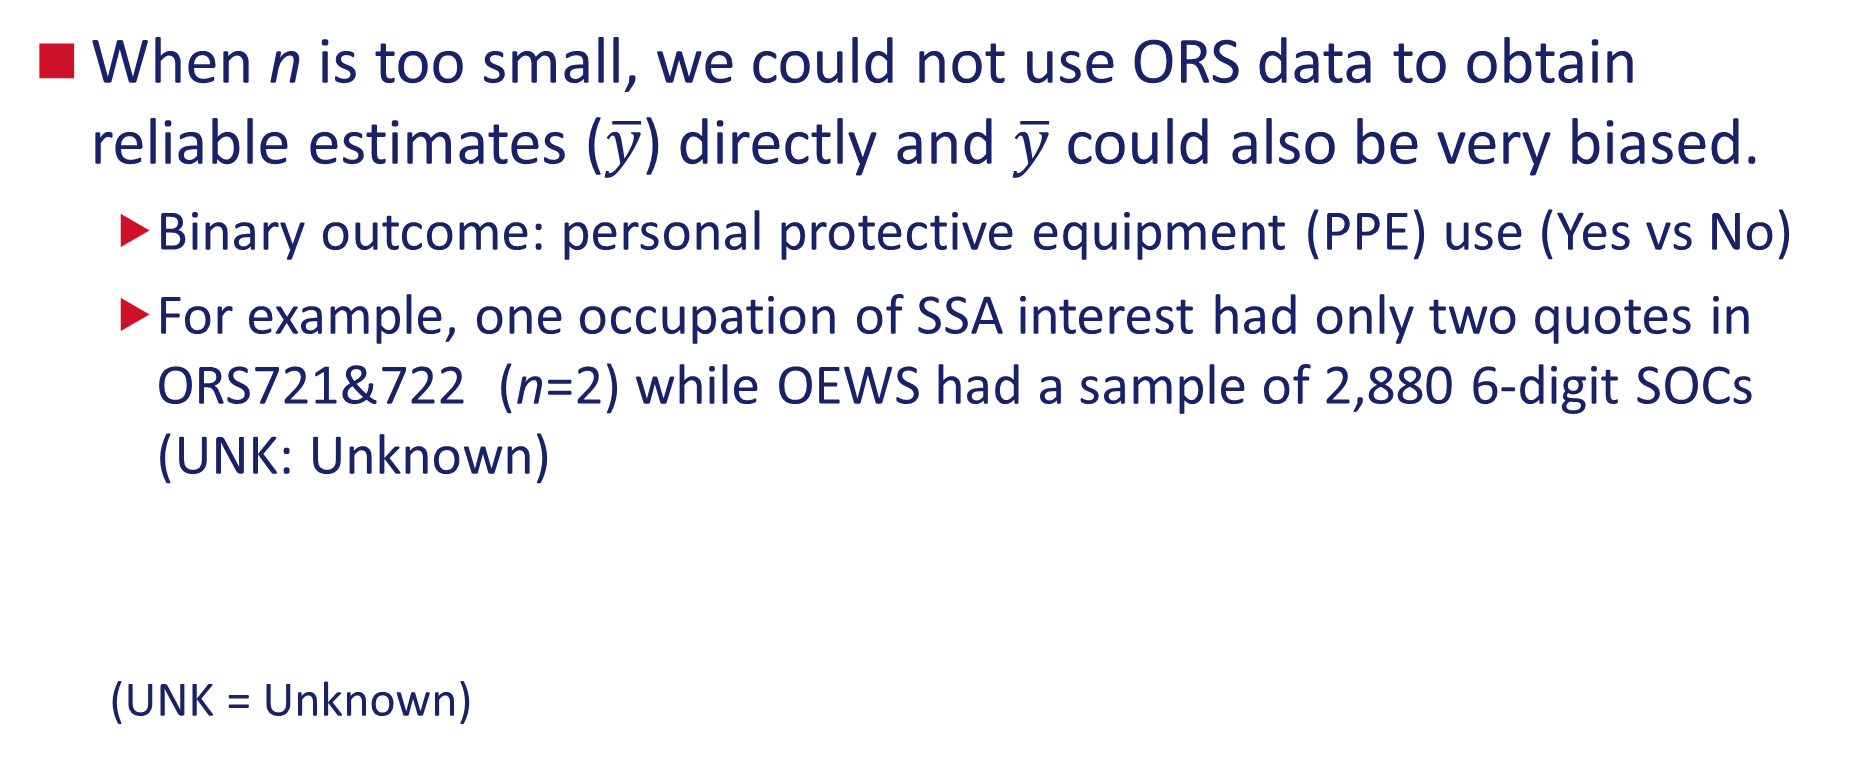 When n is too small, we could not use ORS data to obtain
reliable estimates (y̅) directly and y̅ could also be very biased.
Binary outcome: personal protective equipment (PPE) use (Yes vs No)
For example, one occupation of SSA interest had only two quotes in
ORS721&722  (n=2) while OEWS had a sample of 2,880 6-digit SOCs
(UNK: Unknown)
(UNK = Unknown)